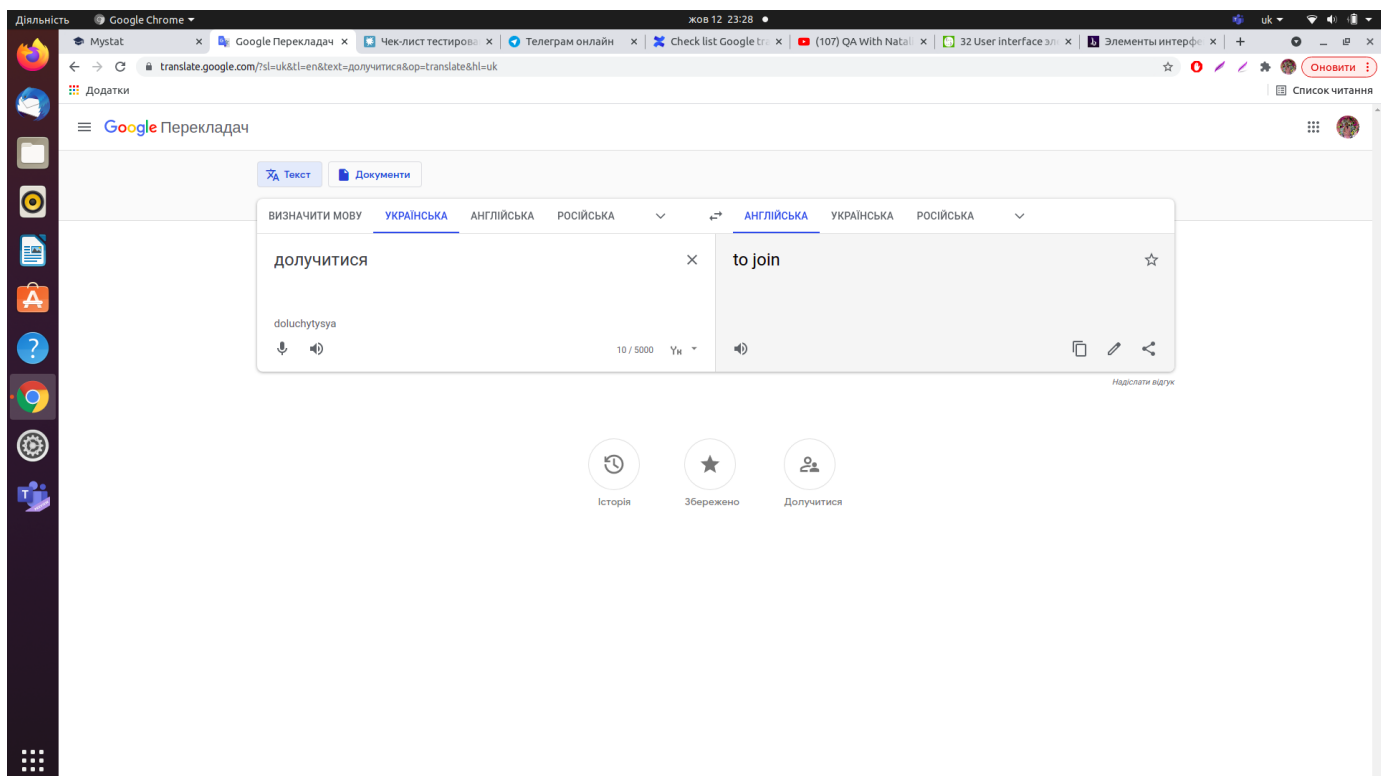 Діяльність Google Chrome жов 12 23:28 uk
Mystat Google Перекладач Чек-лист тестирова Телеграм онлайн Check list Google tra (107) QA With Natali 32 User interface эле Элементы интерфе
translate.google.com/?sl=uk&tl=en&text=долучитися&op=translate&hl=uk Оновити
Додатки Список читання
Google Перекладач
Текст Документи
ВИЗНАЧИТИ МОВУ УКРАЇНСЬКА АНГЛІЙСЬКА РОСІЙСЬКА АНГЛІЙСЬКА УКРАЇНСЬКА РОСІЙСЬКА
долучитися to join
doluchytysya
10 / 5000
Надіслати відгук
Історія Збережено Долучитися